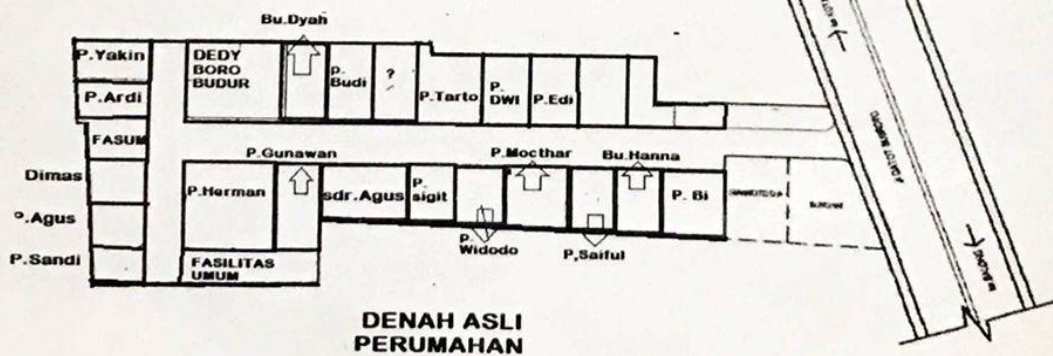 Bu.Dyah
P.Yakin
DEDY
BORO
BUDUR
P.
Budi
?
P.Tarto
P.
DWI
P.Edi
P.Ardi
FASUM
P.Gunawan
P.Mocthar
Bu.Hanna
Dimas
P.Herman
sdr.Agus
P.
sigit
P. Bi
P.Agus
P.
Widodo
P,Saiful
P.Sandi
FASILITAS
UMUM
DENAH ASLI
PERUMAHAN